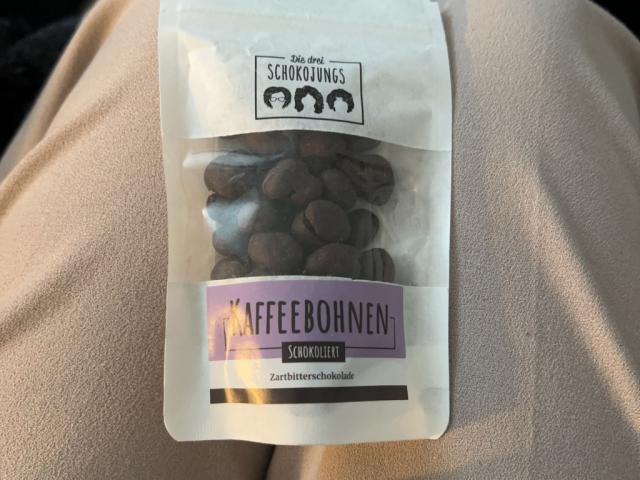 Die drei
SCHOKOJUNGS
KAFFEEBOHNEN
SCHOKOLIERT
Zartbitterschokolade